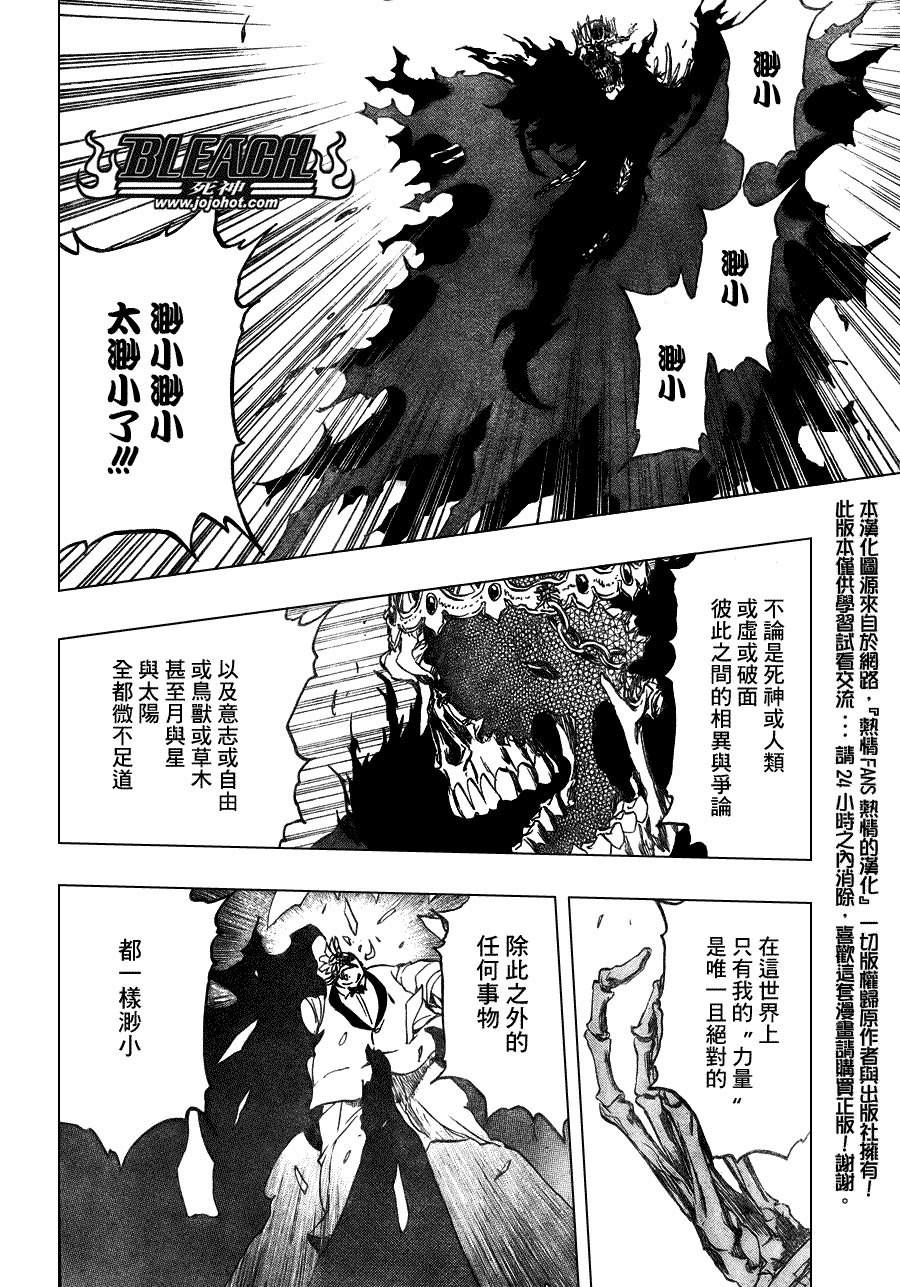 渺小
渺小
渺小
渺小渺小
太渺小了!!!
BLEACH
死神
www.jojohot.com
不論是死神或人類
或虛或破面
彼此之間的相異與爭論
以及意志或自由
或鳥獸或草木
甚至月與星
與太陽
全都微不足道
在這世界上
只有我的〞力量〝
是唯一且絕對的
除此之外的
任何事物
都一樣渺小
本漢化圖源來自於網路，『熱情FANS 熱情的漢化』一切版權歸原作者與出版社擁有！
此版本僅供學習試看交流…請24小時之內消除，喜歡這套漫畫請購買正版！謝謝。